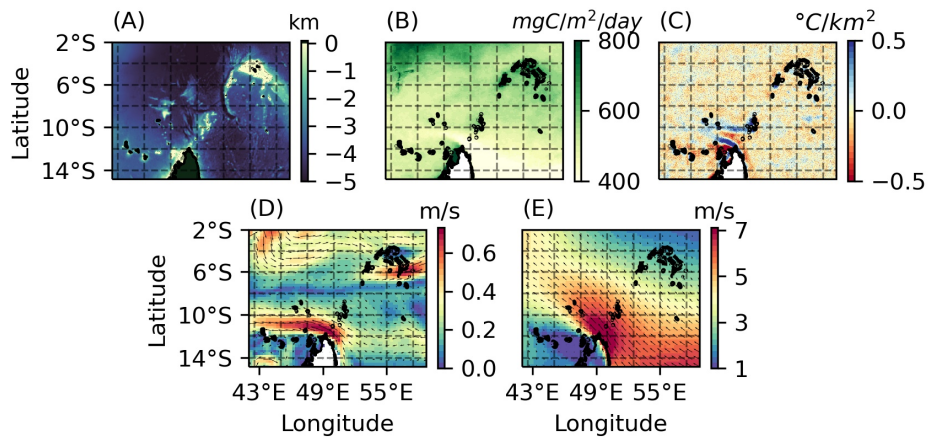 (A)
km
(B)
mgC/m²/day
(C)
°C/km²
2°S
6°S
10°S
14°S
Latitude
0
−1
−2
−3
−4
−5
800
600
400
0.5
0.0
−0.5
(D)
m/s
(E)
m/s
2°S
6°S
10°S
14°S
Latitude
0.6
0.4
0.2
0.0
7
5
3
1
43°E 49°E 55°E
43°E 49°E 55°E
Longitude
Longitude